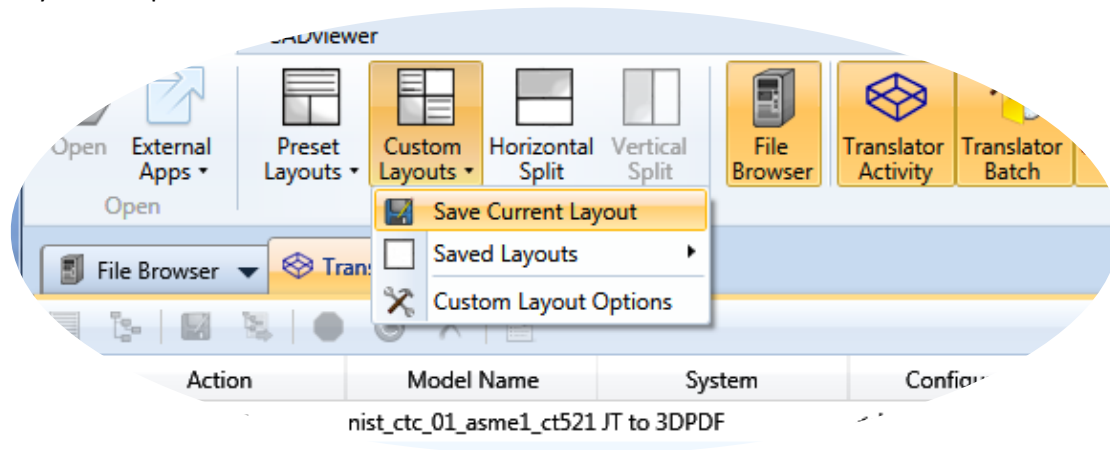 CADviewer
Open
External Apps
Preset Layouts
Custom Layouts
Horizontal Split
Vertical Split
File Browser
Translator Activity
Translator Batch
Open
Save Current Layout
Saved Layouts
Custom Layout Options
File Browser
Action
Model Name
System
nist_ctc_01_asme1_ct521 JT to 3DPDF